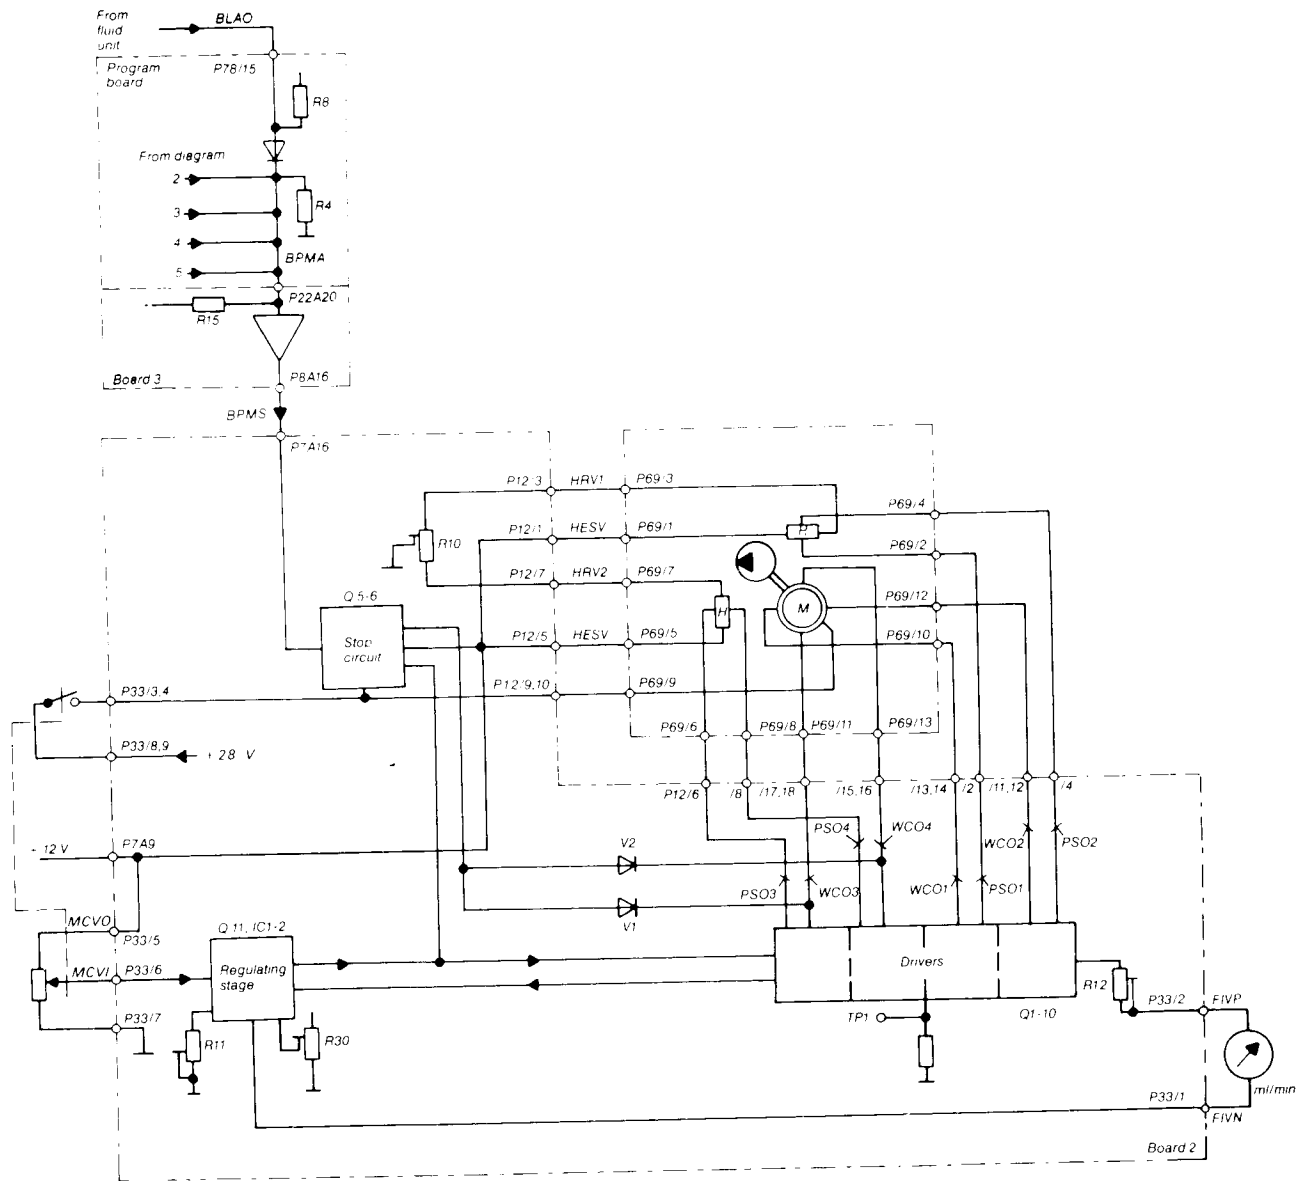 From
fluid
unit
BLAO
Program
board
P78/15
R8
From diagram
2
R4
3
4
BPMA
5
P22A20
R15
Board 3
P8A16
BPMS
P7A16
P12/3
HRV1
P69/3
P69/4
P12/1
HESV
P69/1
R10
H
P69/2
P12/7
HRV2
P69/7
Q5-6
M
P69/12
H
Stop
circuit
P12/5
HESV
P69/5
P69/10
P33/3,4
P12/9,10
P69/9
P69/6
P69/8
P69/11
P69/13
P33/8,9
+28 V
P12/6
/8
/17,18
/15,16
/13,14
/2
/11,12
/4
PSO4
WCO4
WCO2
PSO2
12 V
P7A9
V2
PSO3
WCO3
WCO1
PSO1
MCVO
P33/5
Q11, IC1-2
V1
MCVI
P33/6
Regulating
stage
Drivers
R12
P33/2
FIVP
P33/7
TP1
Q1-10
R11
R30
ml/min
P33/1
FIVN
Board 2